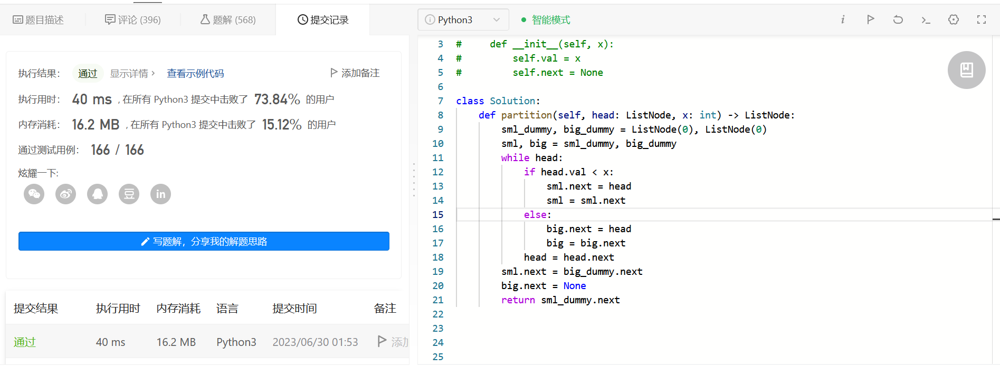 题目描述
评论 (396)
题解 (568)
提交记录
执行结果：
通过
显示详情 >
查看示例代码
添加备注
执行用时：
40 ms , 在所有 Python3 提交中击败了 73.84% 的用户
内存消耗：
16.2 MB , 在所有 Python3 提交中击败了 15.12% 的用户
通过测试用例：
166 / 166
炫耀一下:
写题解，分享我的解题思路
提交结果 执行用时 内存消耗 语言 提交时间 备注
通过 40 ms 16.2 MB Python3 2023/06/30 01:53 添加
Python3
智能模式
3 #     def __init__(self, x):
4 #         self.val = x
5 #         self.next = None
6
7 class Solution:
8     def partition(self, head: ListNode, x: int) -> ListNode:
9         sml_dummy, big_dummy = ListNode(0), ListNode(0)
10         sml, big = sml_dummy, big_dummy
11         while head:
12             if head.val < x:
13                 sml.next = head
14                 sml = sml.next
15             else:
16                 big.next = head
17                 big = big.next
18             head = head.next
19         sml.next = big_dummy.next
20         big.next = None
21         return sml_dummy.next
22
23
24
25